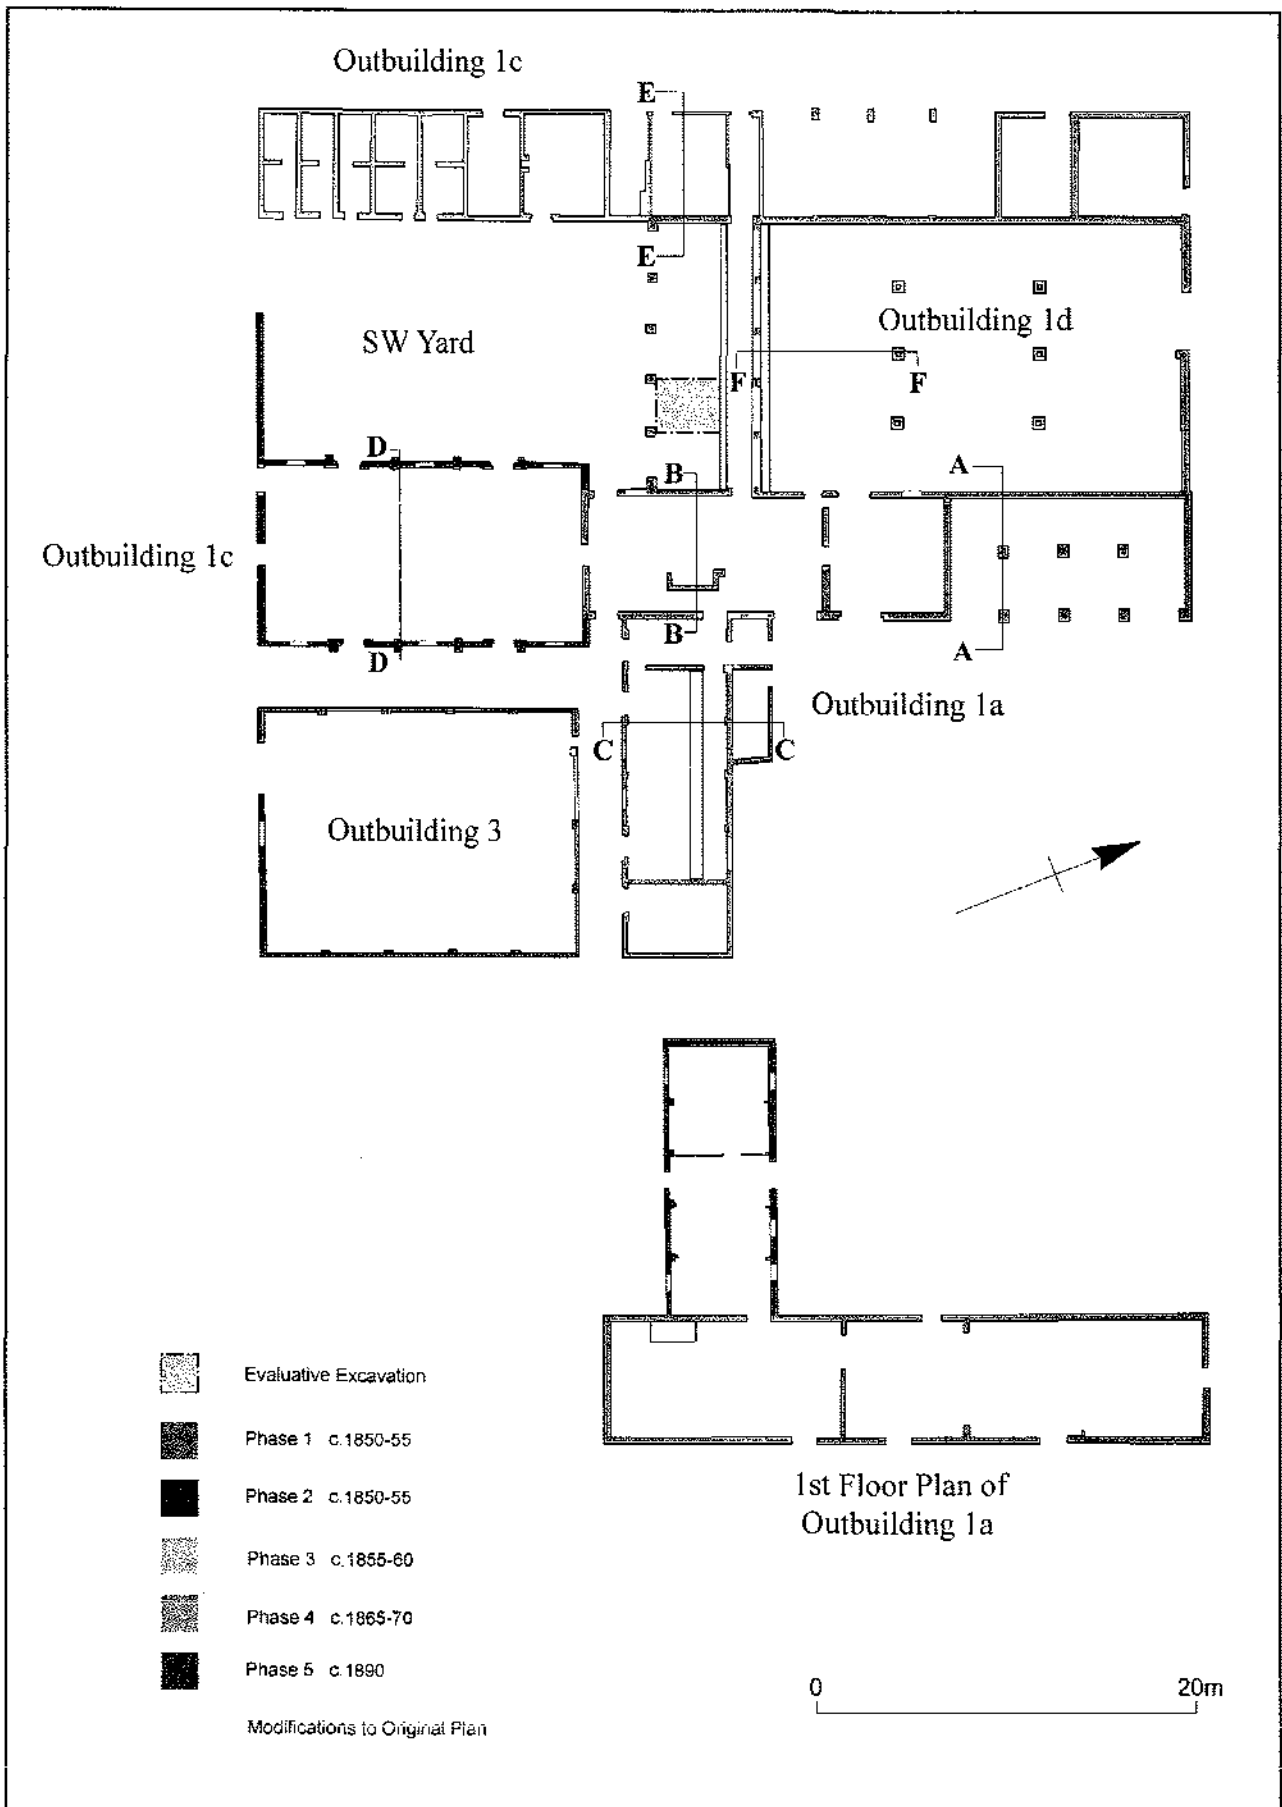 Outbuilding 1c
E
E
SW Yard
Outbuilding 1d
F
F
D
B
A
Outbuilding 1c
B
D
A
Outbuilding 1a
C
C
Outbuilding 3
1st Floor Plan of
Outbuilding 1a
Evaluative Excavation
Phase 1 c.1850-55
Phase 2 c.1850-55
Phase 3 c.1855-60
Phase 4 c.1865-70
Phase 5 c.1890
Modifications to Original Plan
0
20m